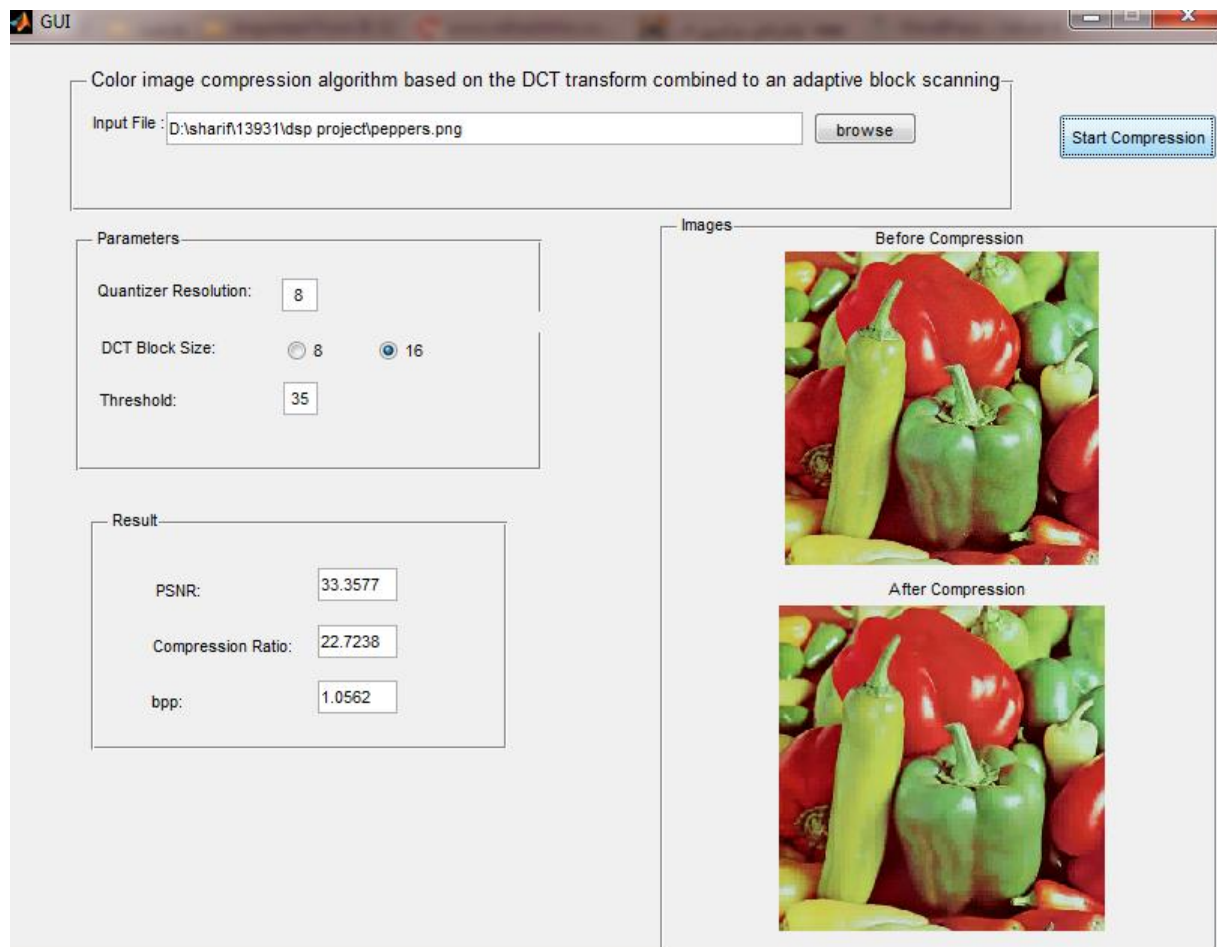 GUI
Color image compression algorithm based on the DCT transform combined to an adaptive block scanning
Input File :
D:\sharif\13931\dsp project\peppers.png
browse
Start Compression
Parameters
Quantizer Resolution:
8
DCT Block Size:
8
16
Threshold:
35
Result
PSNR:
33.3577
Compression Ratio:
22.7238
bpp:
1.0562
Images
Before Compression
After Compression